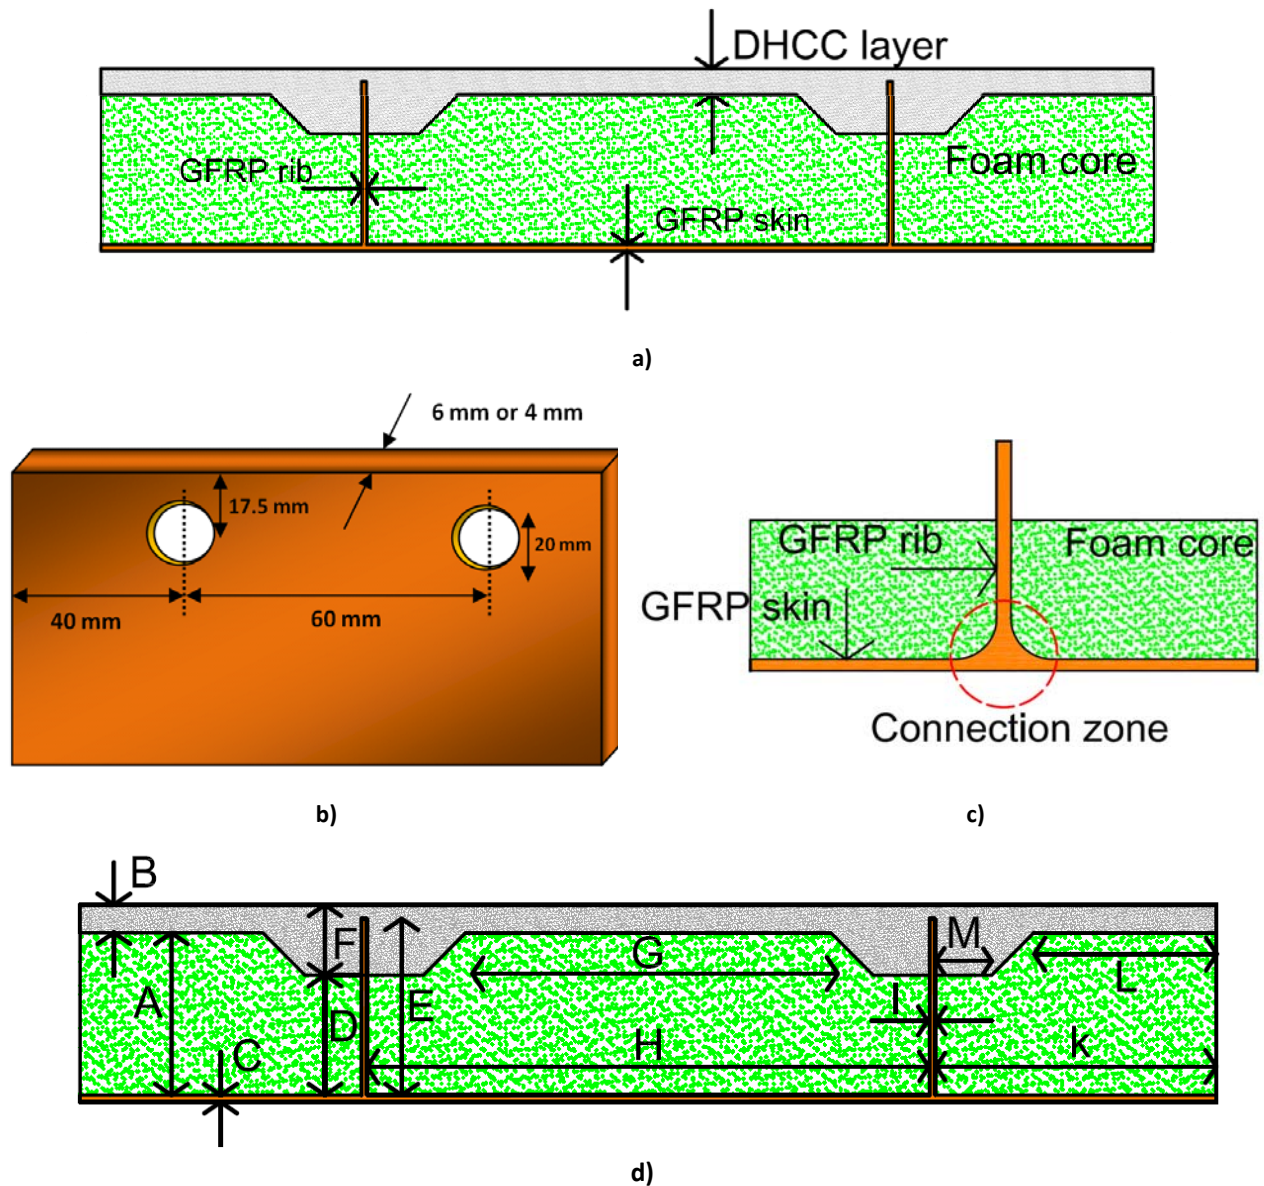 DHCC layer
GFRP rib
Foam core
GFRP skin
a)
6 mm or 4 mm
17.5 mm
20 mm
40 mm
60 mm
b)
GFRP rib
Foam core
GFRP skin
Connection zone
c)
B
F
M
G
L
A
E
I
D
C
H
k
d)